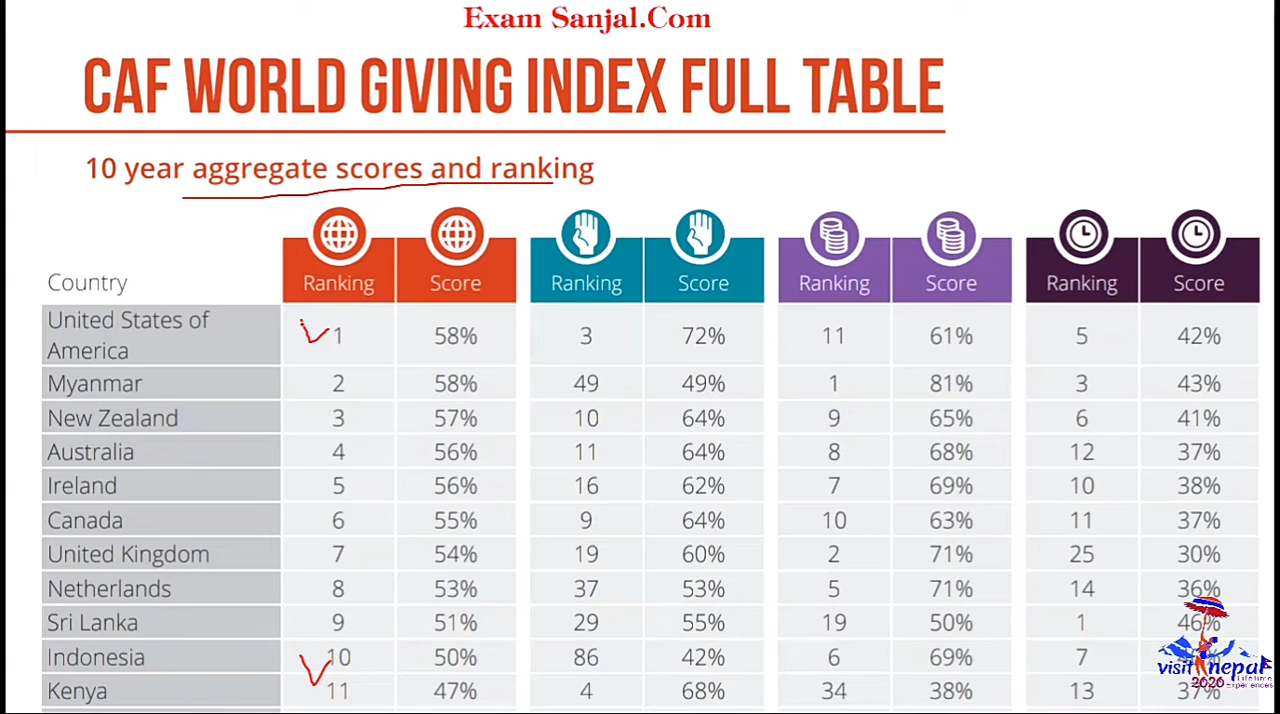 Exam Sanjal.Com
CAF WORLD GIVING INDEX FULL TABLE
10 year aggregate scores and ranking
Country Ranking Score Ranking Score Ranking Score Ranking Score
United States of
America 1 58% 3 72% 11 61% 5 42%
Myanmar 2 58% 49 49% 1 81% 3 43%
New Zealand 3 57% 10 64% 9 65% 6 41%
Australia 4 56% 11 64% 8 68% 12 37%
Ireland 5 56% 16 62% 7 69% 10 38%
Canada 6 55% 9 64% 10 63% 11 37%
United Kingdom 7 54% 19 60% 2 71% 25 30%
Netherlands 8 53% 37 53% 5 71% 14 36%
Sri Lanka 9 51% 29 55% 19 50% 1 46%
Indonesia 10 50% 86 42% 6 69% 7
Kenya 11 47% 4 68% 34 38% 13 37%
visit nepal
2020 Lifetime
Experiences